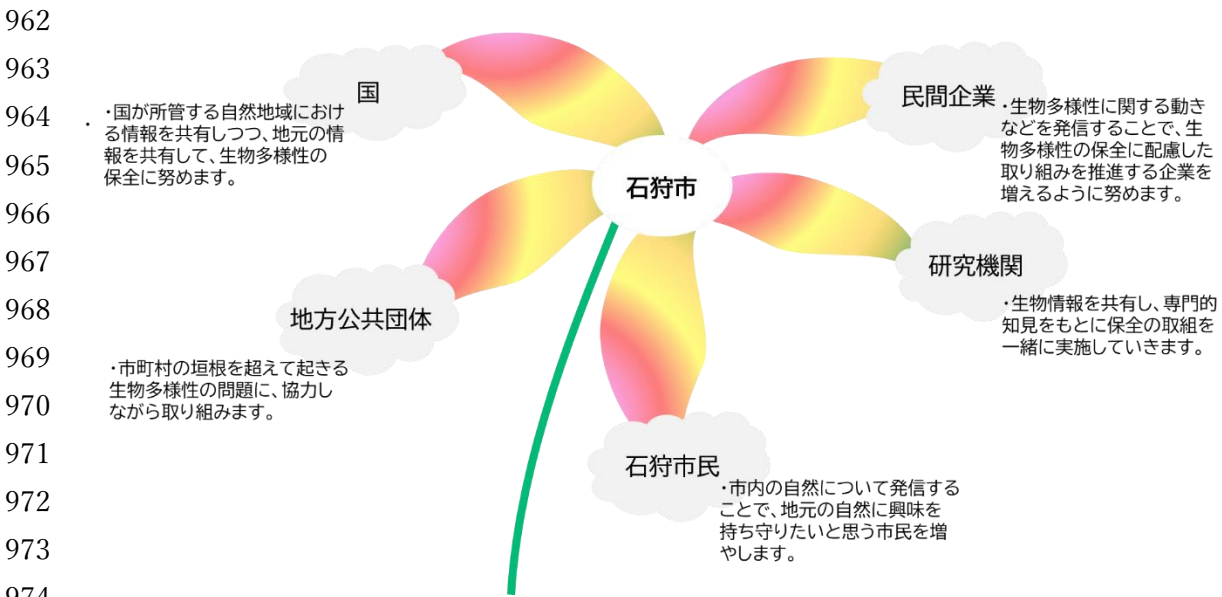 962
963
964
965
966
967
968
969
970
971
972
973
974
国
・国が所管する自然地域におけ
る情報を共有しつつ、地元の情
報を共有して、生物多様性の
保全に努めます。
民間企業
・生物多様性に関する動き
などを発信することで、生
物多様性の保全に配慮した
取り組みを推進する企業を
増えるように努めます。
石狩市
研究機関
・生物情報を共有し、専門的
知見をもとに保全の取組を
一緒に実施していきます。
地方公共団体
・市町村の垣根を超えて起きる
生物多様性の問題に、協力し
ながら取り組みます。
石狩市民
・市内の自然について発信する
ことで、地元の自然に興味を
持ち守りたいと思う市民を増
やします。